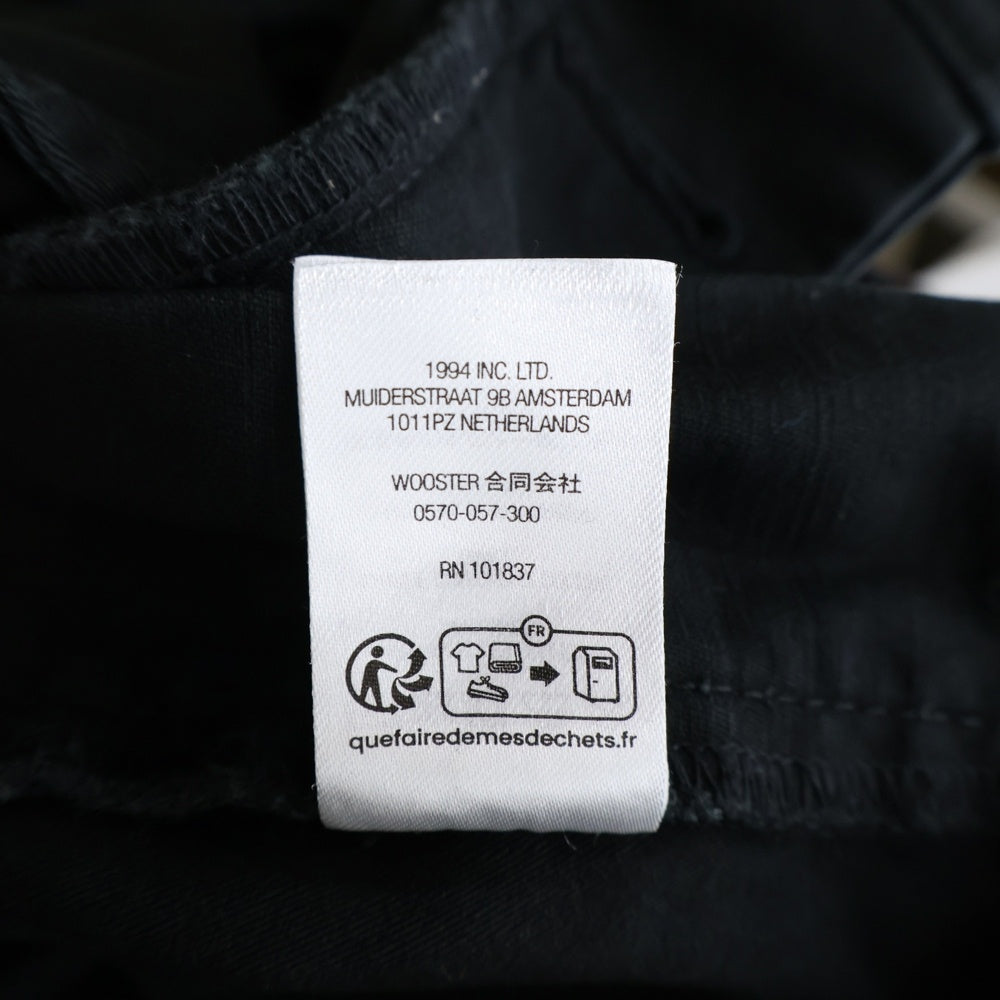 1994 INC. LTD.
MUIDERSTRAAT 9B AMSTERDAM
1011PZ NETHERLANDS
WOOSTER 合同会社
0570-057-300
RN 101837
FR
quefairedemesdechets.fr